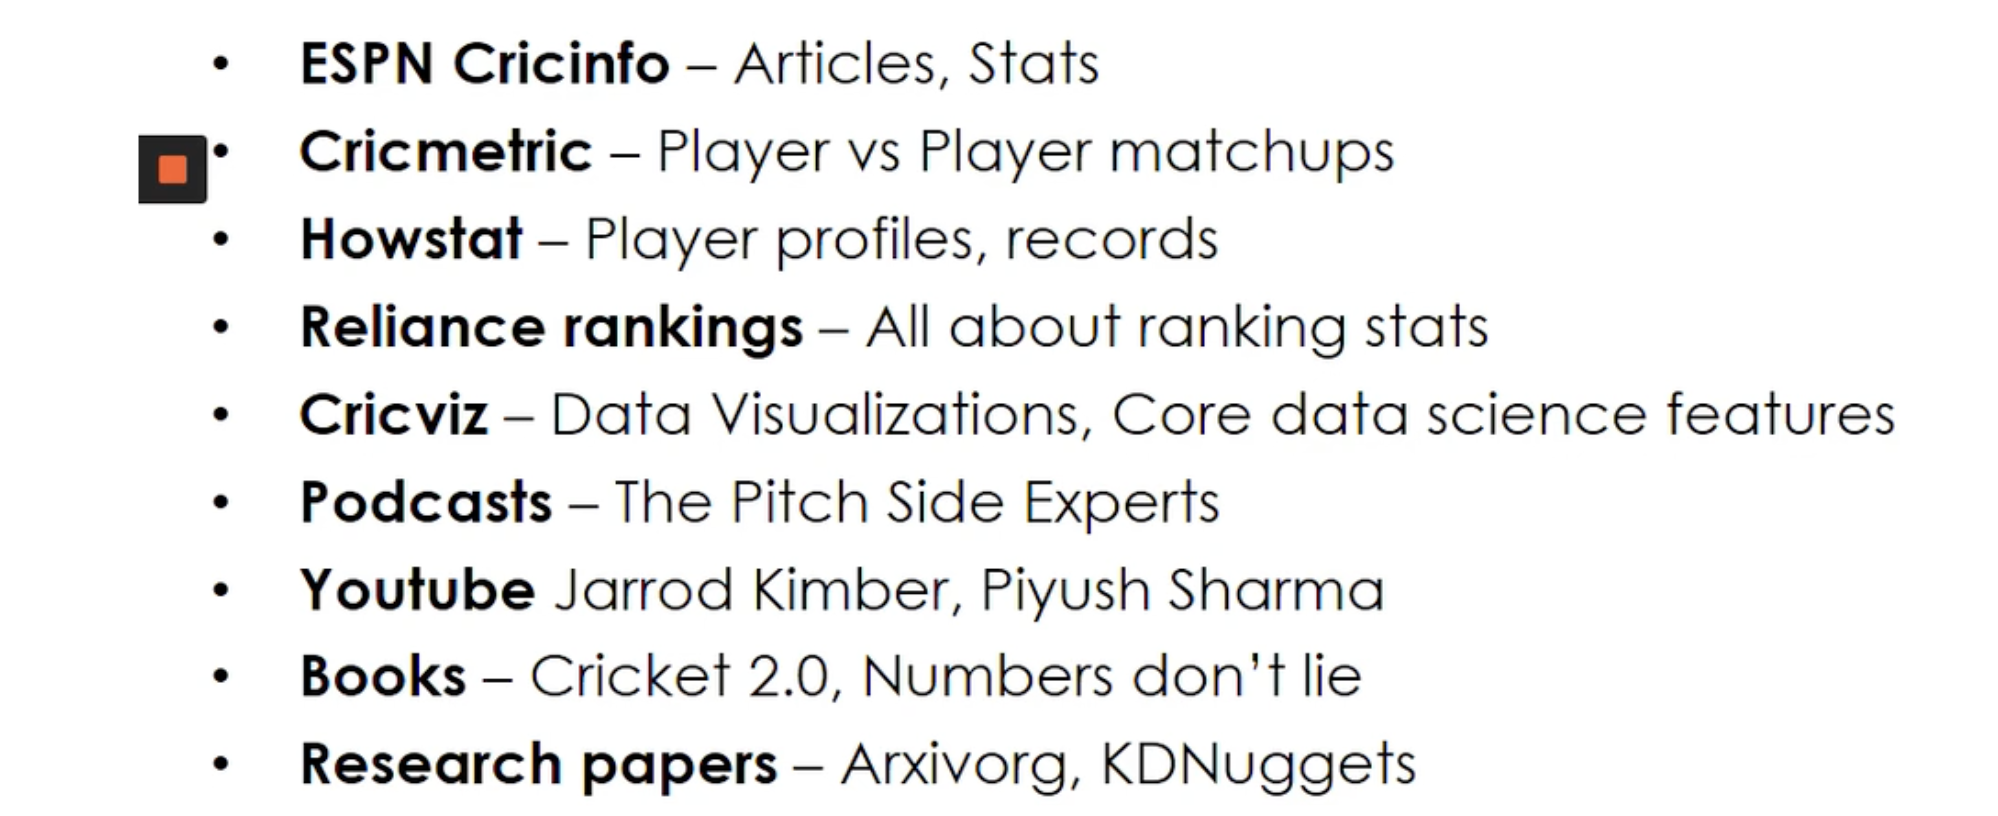 • ESPN Cricinfo – Articles, Stats
• Cricmetric – Player vs Player matchups
• Howstat – Player profiles, records
• Reliance rankings – All about ranking stats
• Cricviz – Data Visualizations, Core data science features
• Podcasts – The Pitch Side Experts
• Youtube Jarrod Kimber, Piyush Sharma
• Books – Cricket 2.0, Numbers don’t lie
• Research papers – Arxivorg, KDNuggets